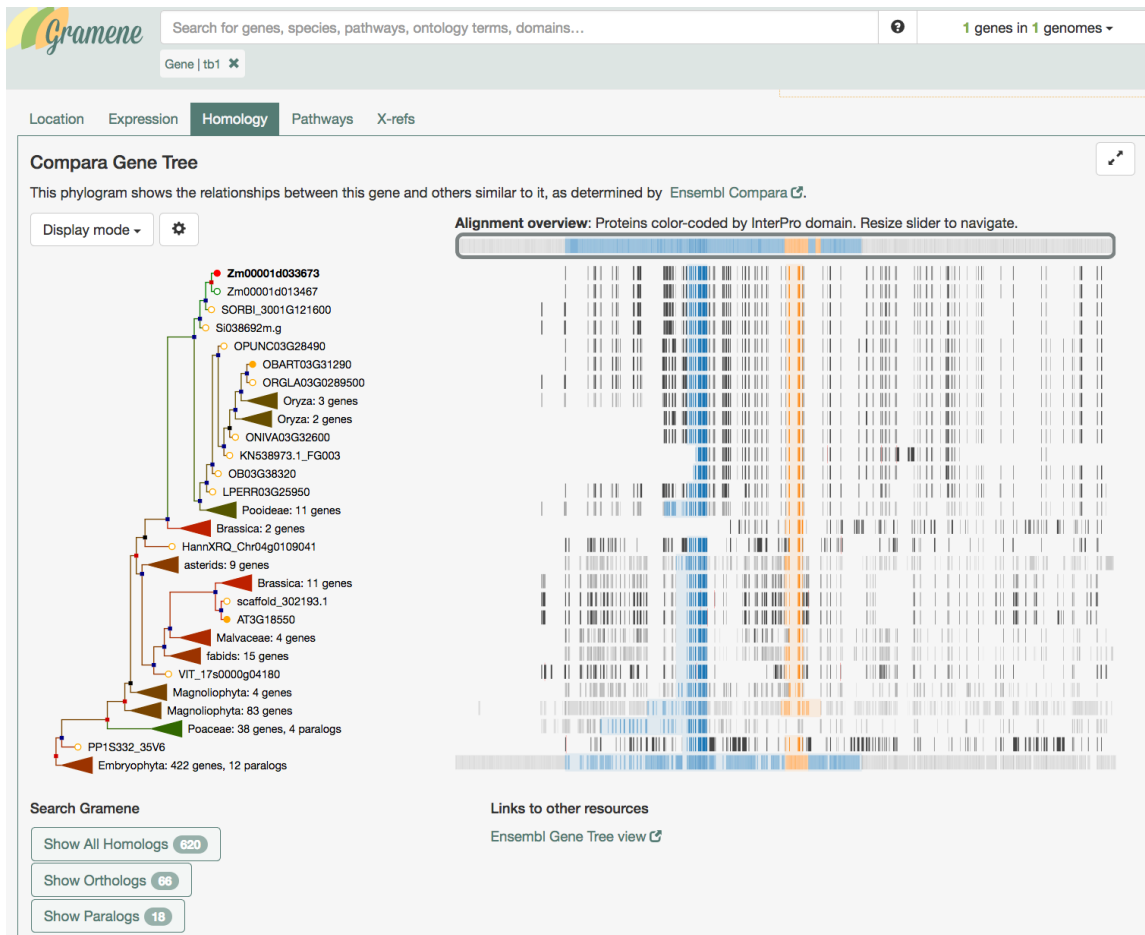 Gramene
Search for genes, species, pathways, ontology terms, domains...
?
1 genes in 1 genomes
Gene | tb1 ✖
Location Expression Homology Pathways X-refs
Compara Gene Tree
This phylogram shows the relationships between this gene and others similar to it, as determined by Ensembl Compara.
Display mode
Alignment overview: Proteins color-coded by InterPro domain. Resize slider to navigate.
Zm00001d033673
Zm00001d013467
SORBI_3001G121600
Si038692m.g
OPUNC03G28490
OBART03G31290
ORGLA03G0289500
Oryza: 3 genes
Oryza: 2 genes
ONIVA03G32600
KN538973.1_FG003
OB03G38320
LPERR03G25950
Pooideae: 11 genes
Brassica: 2 genes
HannXRQ_Chr04g0109041
asterids: 9 genes
Brassica: 11 genes
scaffold_302193.1
AT3G18550
Malvaceae: 4 genes
fabids: 15 genes
VIT_17s0000g04180
Magnoliophyta: 4 genes
Magnoliophyta: 83 genes
Poaceae: 38 genes, 4 paralogs
PP1S332_35V6
Embryophyta: 422 genes, 12 paralogs
Search Gramene
Links to other resources
Show All Homologs 620
Ensembl Gene Tree view
Show Orthologs 66
Show Paralogs 18